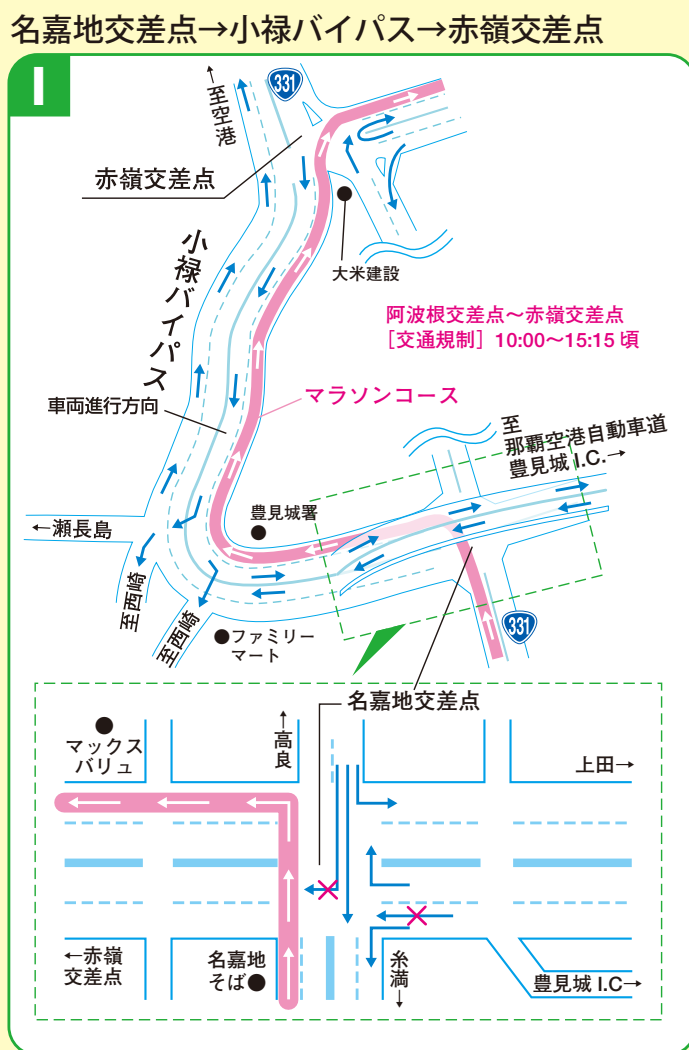 名嘉地交差点→小禄バイパス→赤嶺交差点
I
↑至空港
331
赤嶺交差点
小禄バイパス
大米建設
阿波根交差点〜赤嶺交差点
［交通規制］10:00〜15:15 頃
マラソンコース
車両進行方向
至
那覇空港自動車道
豊見城 I.C.→
豊見城署
←瀬長島
至西崎
至西崎
ファミリー
マート
331
名嘉地交差点
マックス
バリュ
↑高良
上田→
←赤嶺
交差点
名嘉地
そば
糸満↓
豊見城 I.C→